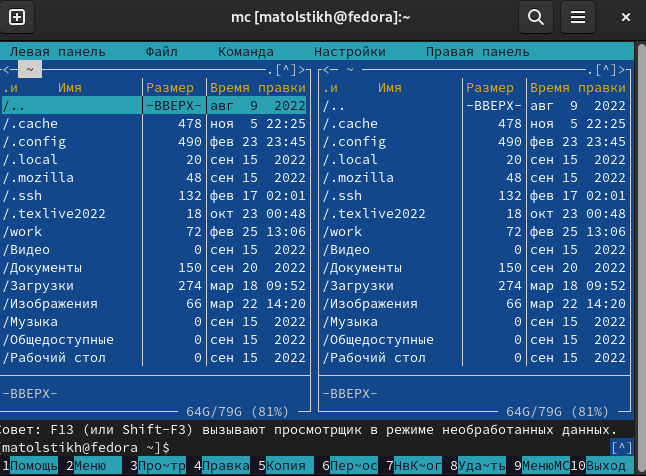 mc [matolstikh@fedora]:~
Левая панель Файл Команда Настройки Правая панель
<─ ~ .[^]> <─ ~ .[^]>
.и Имя Размер Время правки .и Имя Размер Время правки
/.. -ВВЕРХ- авг 9 2022 /.. -ВВЕРХ- авг 9 2022
/.cache 478 ноя 5 22:25 /.cache 478 ноя 5 22:25
/.config 490 фев 23 23:45 /.config 490 фев 23 23:45
/.local 20 сен 15 2022 /.local 20 сен 15 2022
/.mozilla 48 сен 15 2022 /.mozilla 48 сен 15 2022
/.ssh 132 фев 17 02:01 /.ssh 132 фев 17 02:01
/.texlive2022 18 окт 23 00:48 /.texlive2022 18 окт 23 00:48
/work 72 фев 25 13:06 /work 72 фев 25 13:06
/Видео 0 сен 15 2022 /Видео 0 сен 15 2022
/Документы 150 сен 20 2022 /Документы 150 сен 20 2022
/Загрузки 274 мар 18 09:52 /Загрузки 274 мар 18 09:52
/Изображения 66 мар 22 14:20 /Изображения 66 мар 22 14:20
/Музыка 0 сен 15 2022 /Музыка 0 сен 15 2022
/Общедоступные 0 сен 15 2022 /Общедоступные 0 сен 15 2022
/Рабочий стол 0 сен 15 2022 /Рабочий стол 0 сен 15 2022
-ВВЕРХ- -ВВЕРХ-
64G/79G (81%) 64G/79G (81%)
Совет: F13 (или Shift-F3) вызывают просмотрщик в режиме необработанных данных.
[matolstikh@fedora ~]$ [^]
1Помощь 2Меню 3Про~тр 4Правка 5Копия 6Пер~ос 7НвК~ог 8Уда~ть 9МенюMC 10Выход